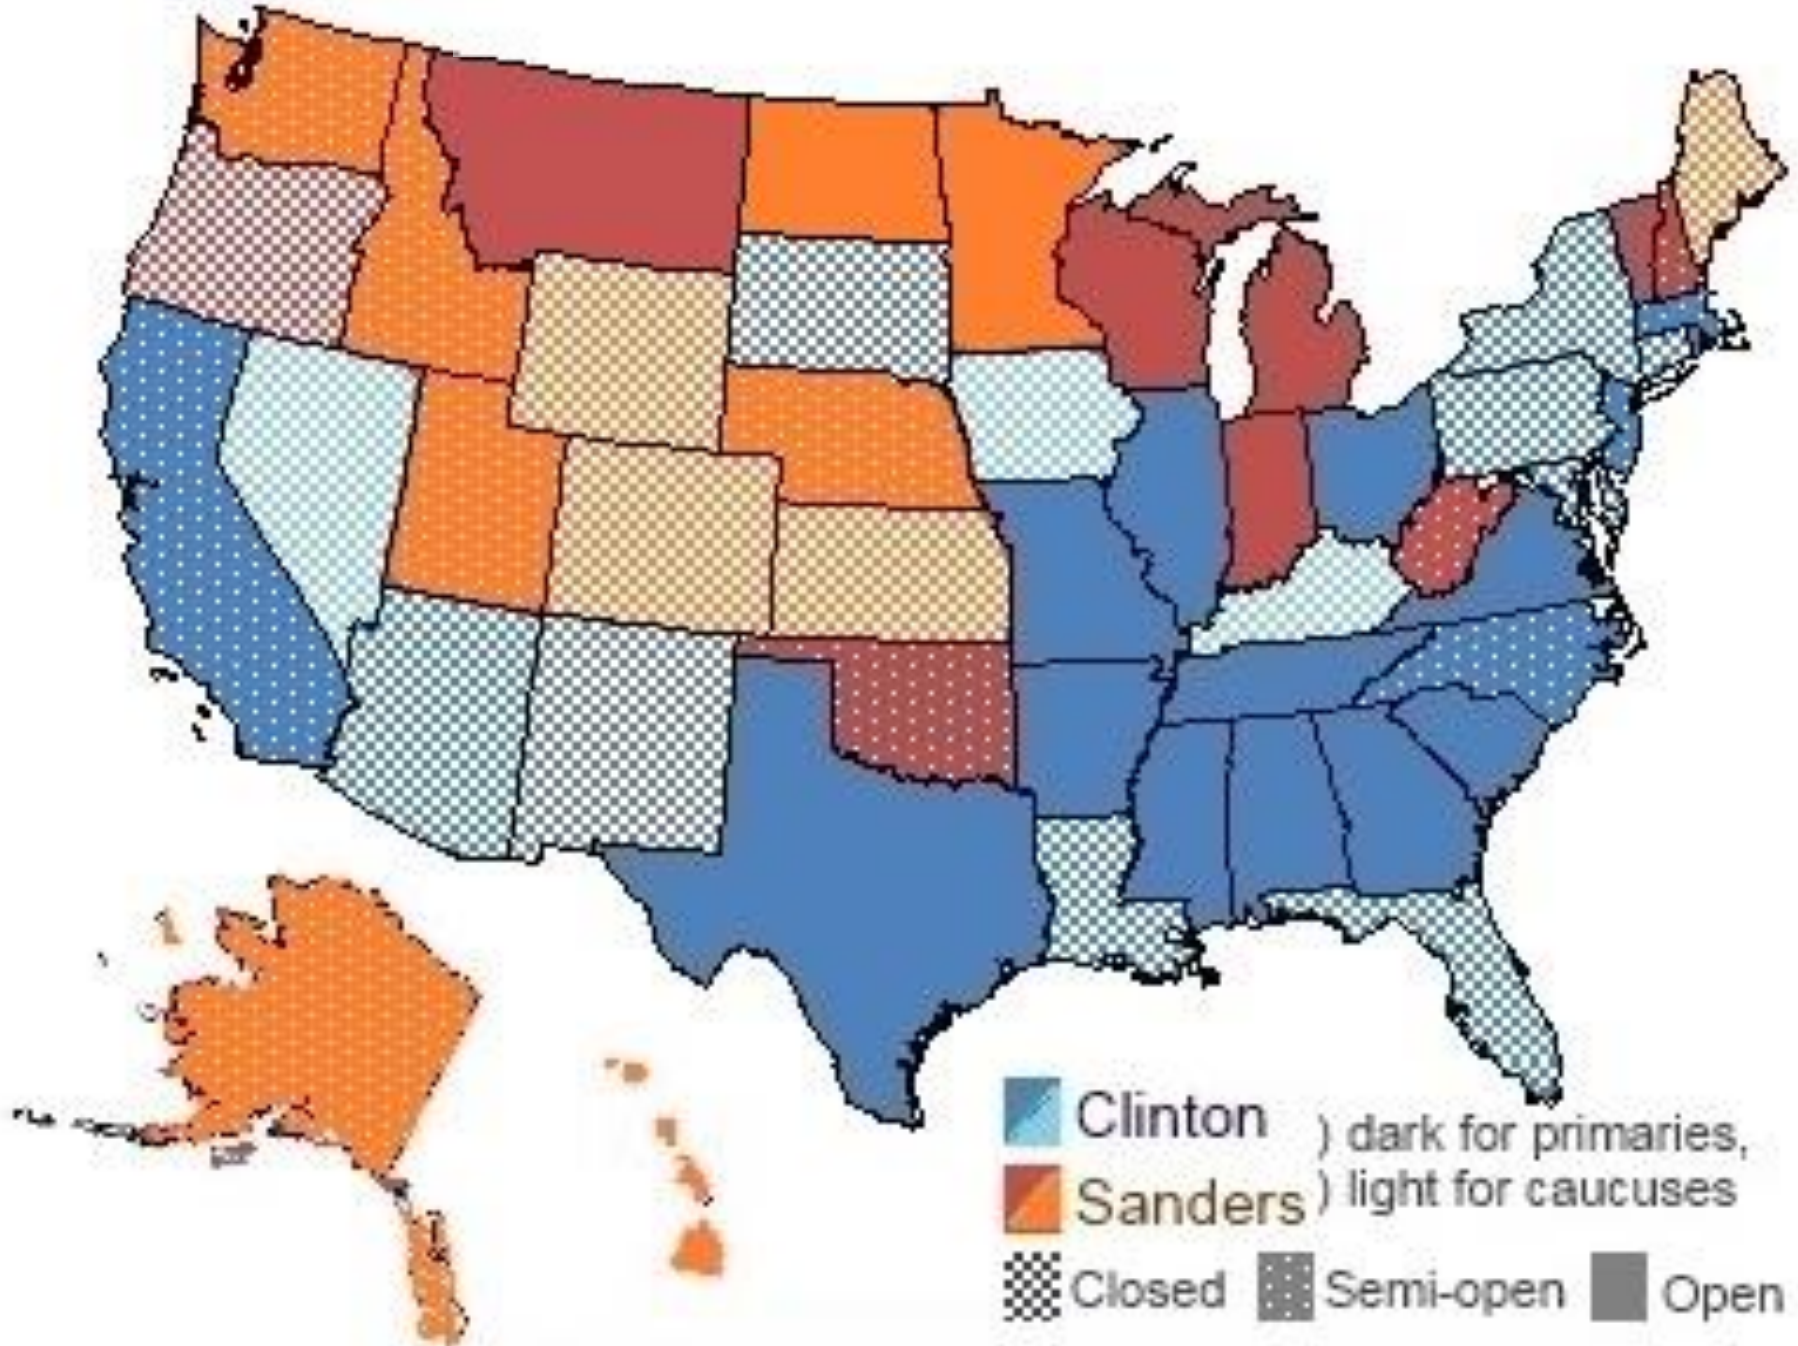 Clinton
) dark for primaries,
Sanders
) light for caucuses
Closed
Semi-open
Open